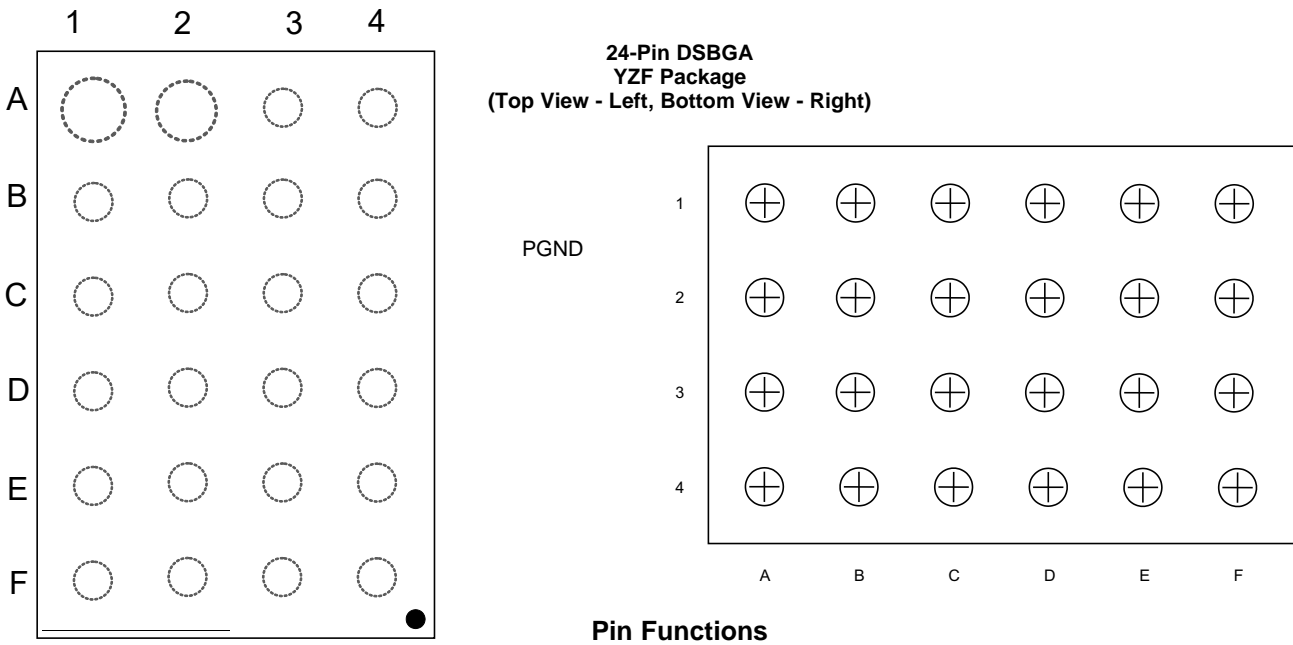 1 2 3 4
A
B
C
D
E
F
24-Pin DSBGA
YZF Package
(Top View - Left, Bottom View - Right)
PGND
1
2
3
4
A B C D E F
Pin Functions